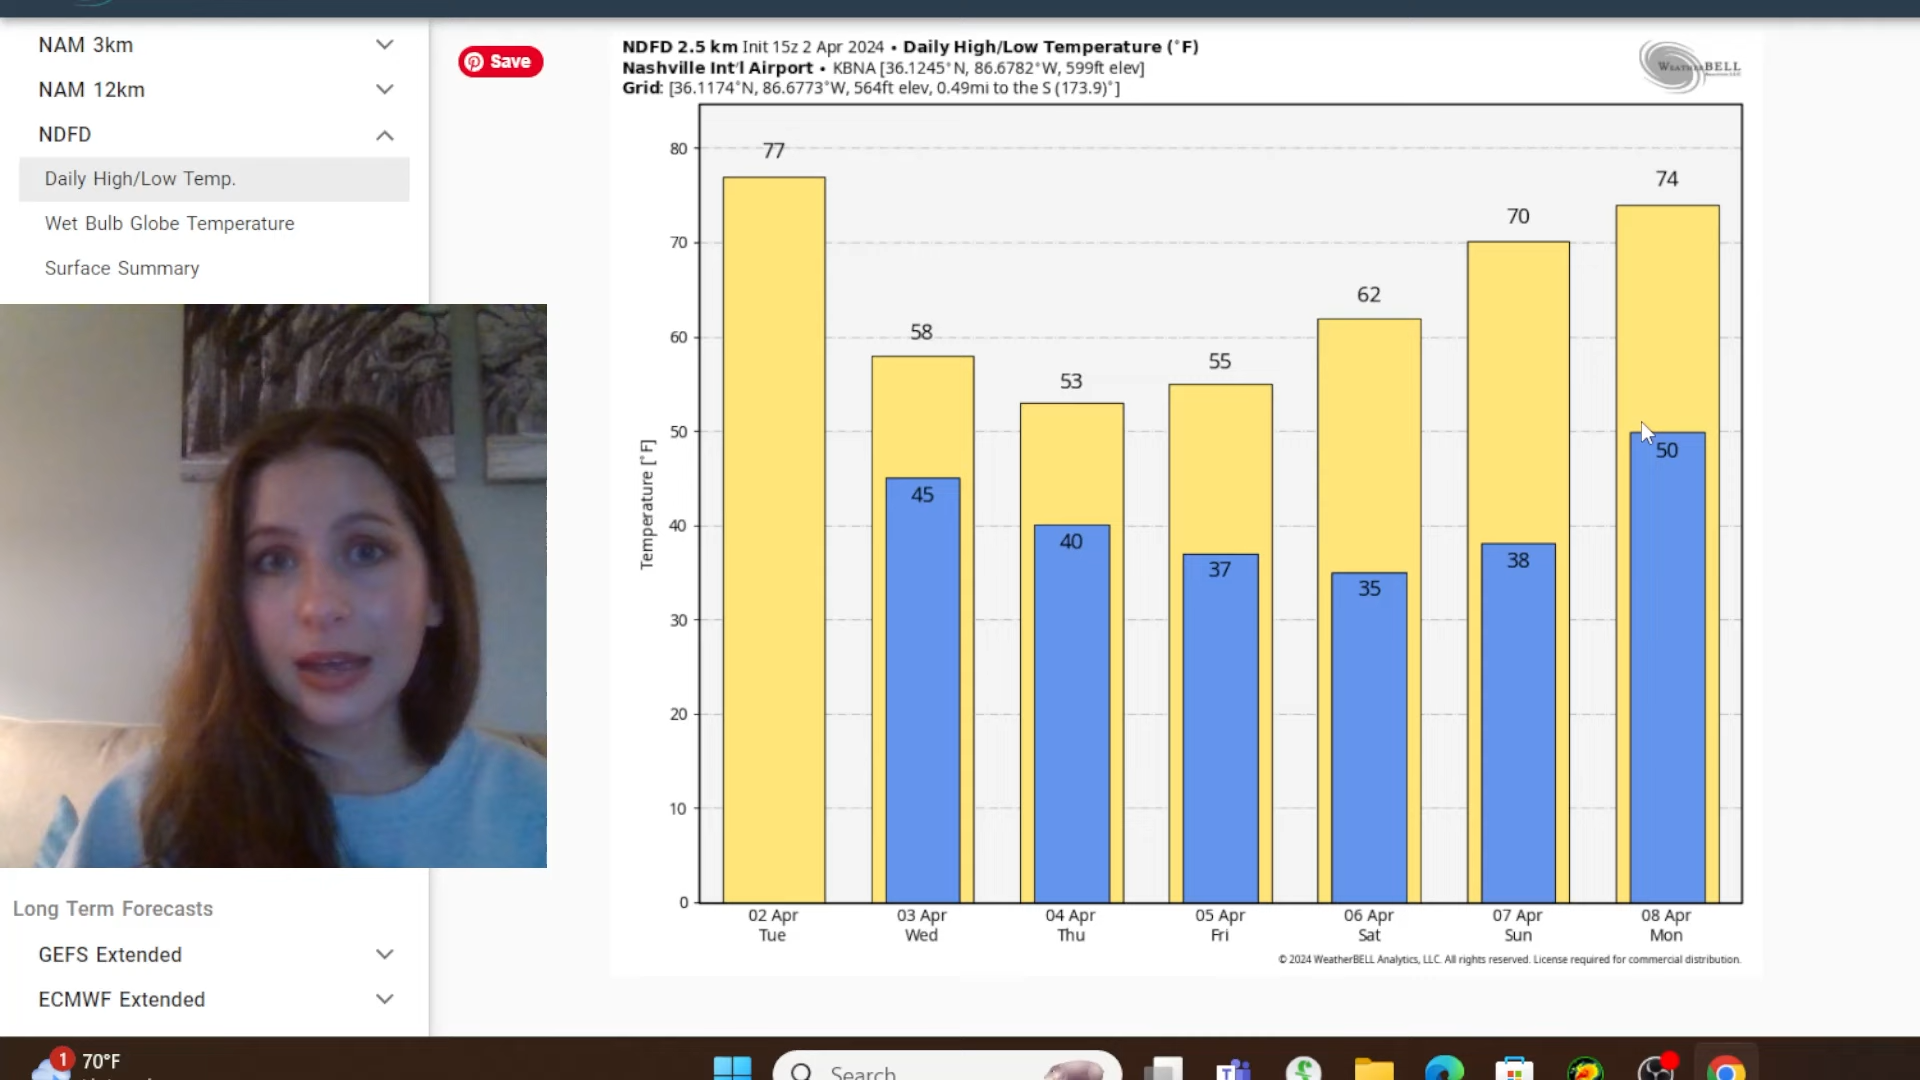 NAM 3km
NAM 12km
NDFD
Daily High/Low Temp.
Wet Bulb Globe Temperature
Surface Summary
Long Term Forecasts
GEFS Extended
ECMWF Extended
Save
NDFD 2.5 km Init 15z 2 Apr 2024 • Daily High/Low Temperature (°F)
Nashville Int'l Airport • KBNA [36.1245°N, 86.6782°W, 599ft elev]
Grid: [36.1174°N, 86.6773°W, 564ft elev, 0.49mi to the S (173.9)°]
WEATHERBELL
Temperature [°F]
80
70
60
50
40
30
20
10
0
77
58
53
55
62
70
74
45
40
37
35
38
50
02 Apr
Tue
03 Apr
Wed
04 Apr
Thu
05 Apr
Fri
06 Apr
Sat
07 Apr
Sun
08 Apr
Mon
© 2024 WeatherBELL Analytics, LLC. All rights reserved. License required for commercial distribution.
1
70°F
Search